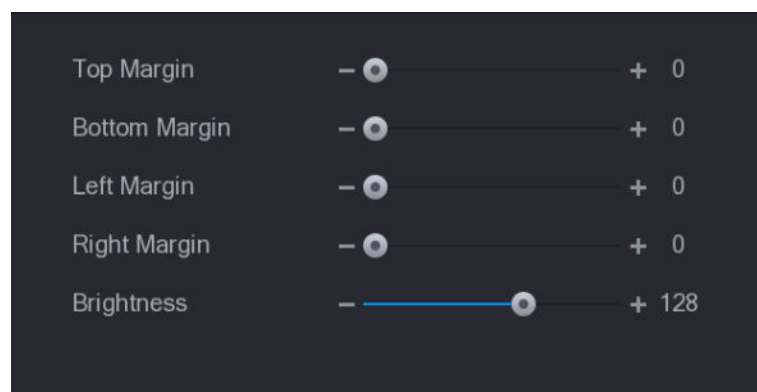 Top Margin - + 0
Bottom Margin - + 0
Left Margin - + 0
Right Margin - + 0
Brightness - + 128